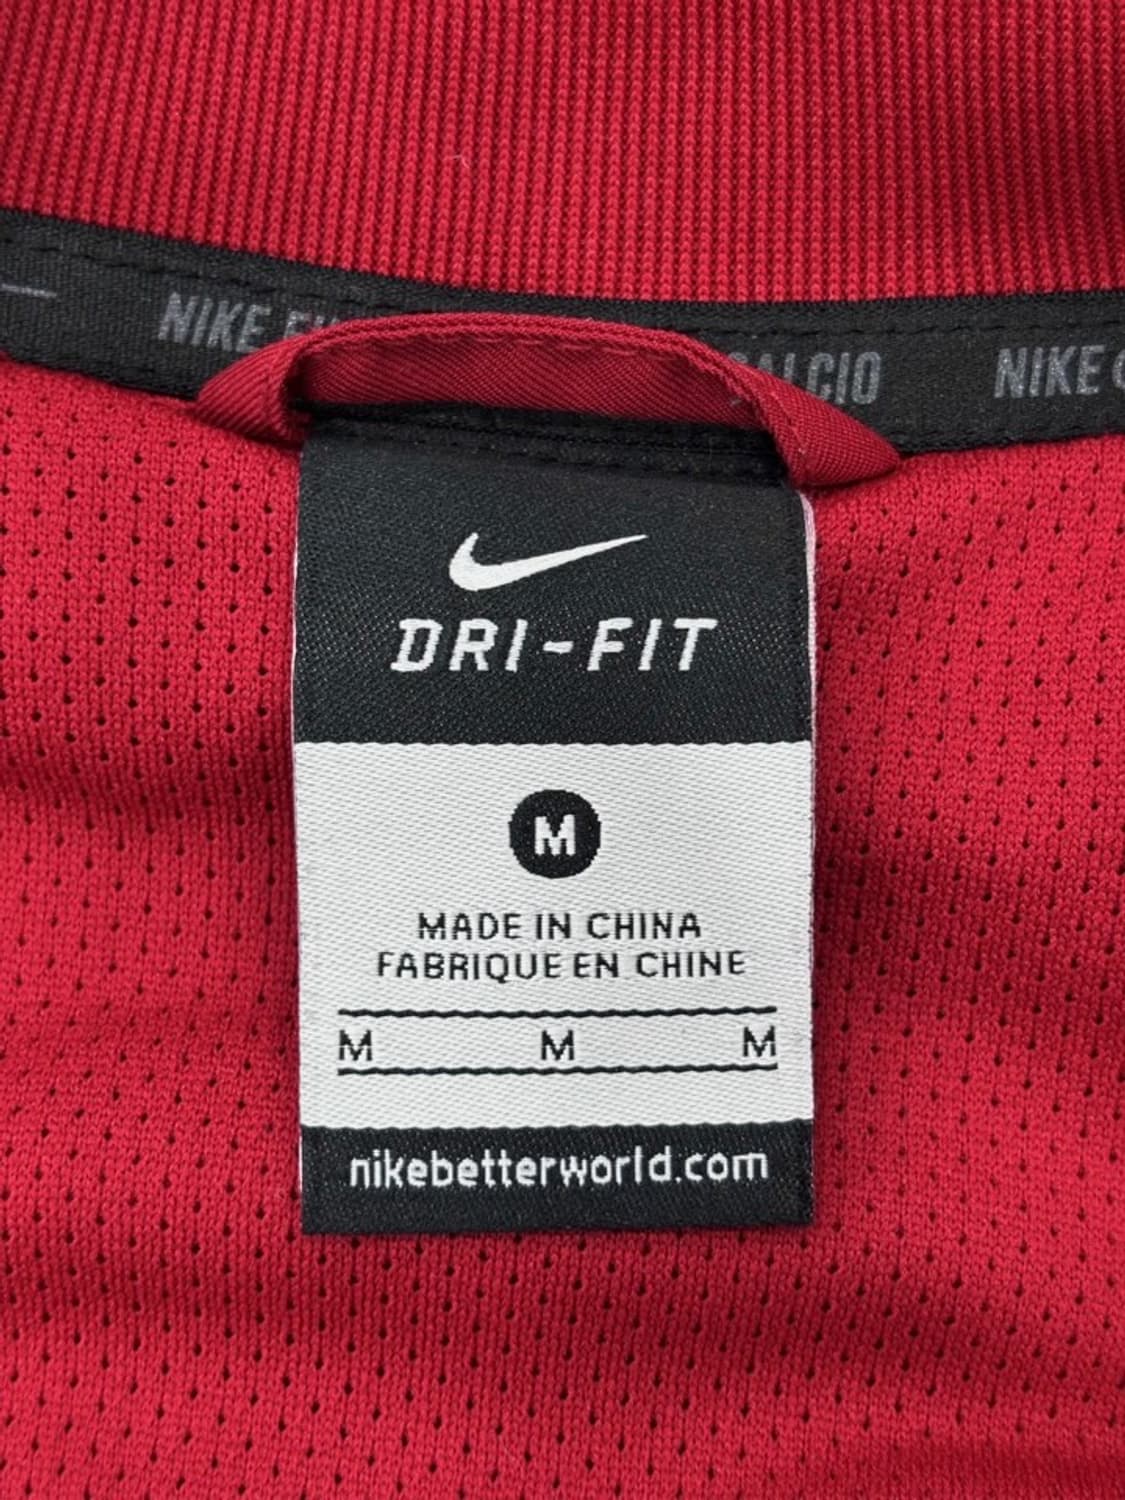 NIKE
CALCIO
NIKE
DRI-FIT
M
MADE IN CHINA
FABRIQUE EN CHINE
M M M
nikebetterworld.com